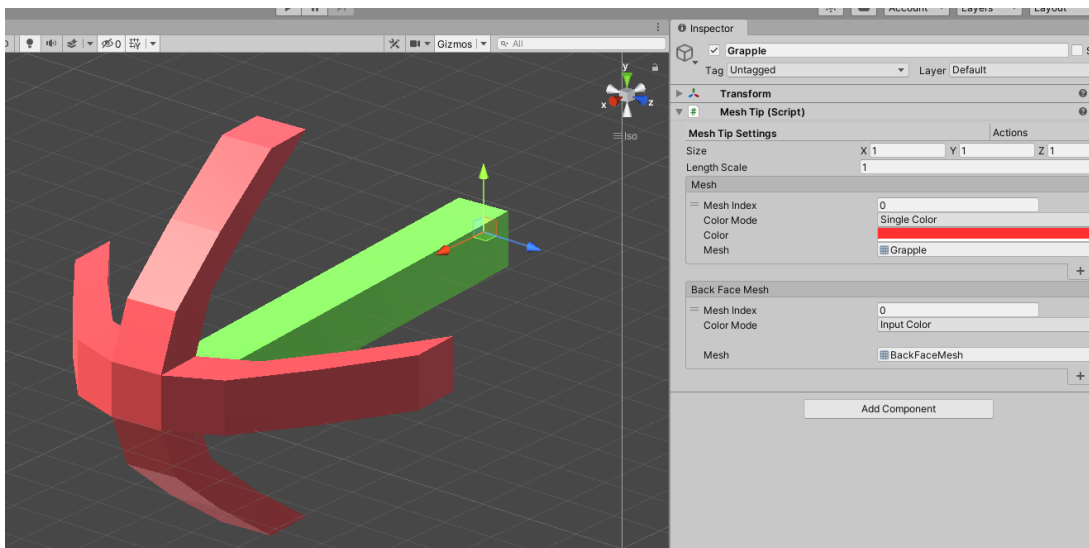 Account
Layers
Layout
Inspector
0
Gizmos
All
Grapple
S
Tag Untagged
Layer Default
Transform
# Mesh Tip (Script)
y
x
z
Iso
Mesh Tip Settings
Actions
Size X 1 Y 1 Z 1
Length Scale 1
Mesh
Mesh Index 0
Color Mode Single Color
Color
Mesh Grapple
+
Back Face Mesh
Mesh Index 0
Color Mode Input Color
Mesh BackFaceMesh
+
Add Component